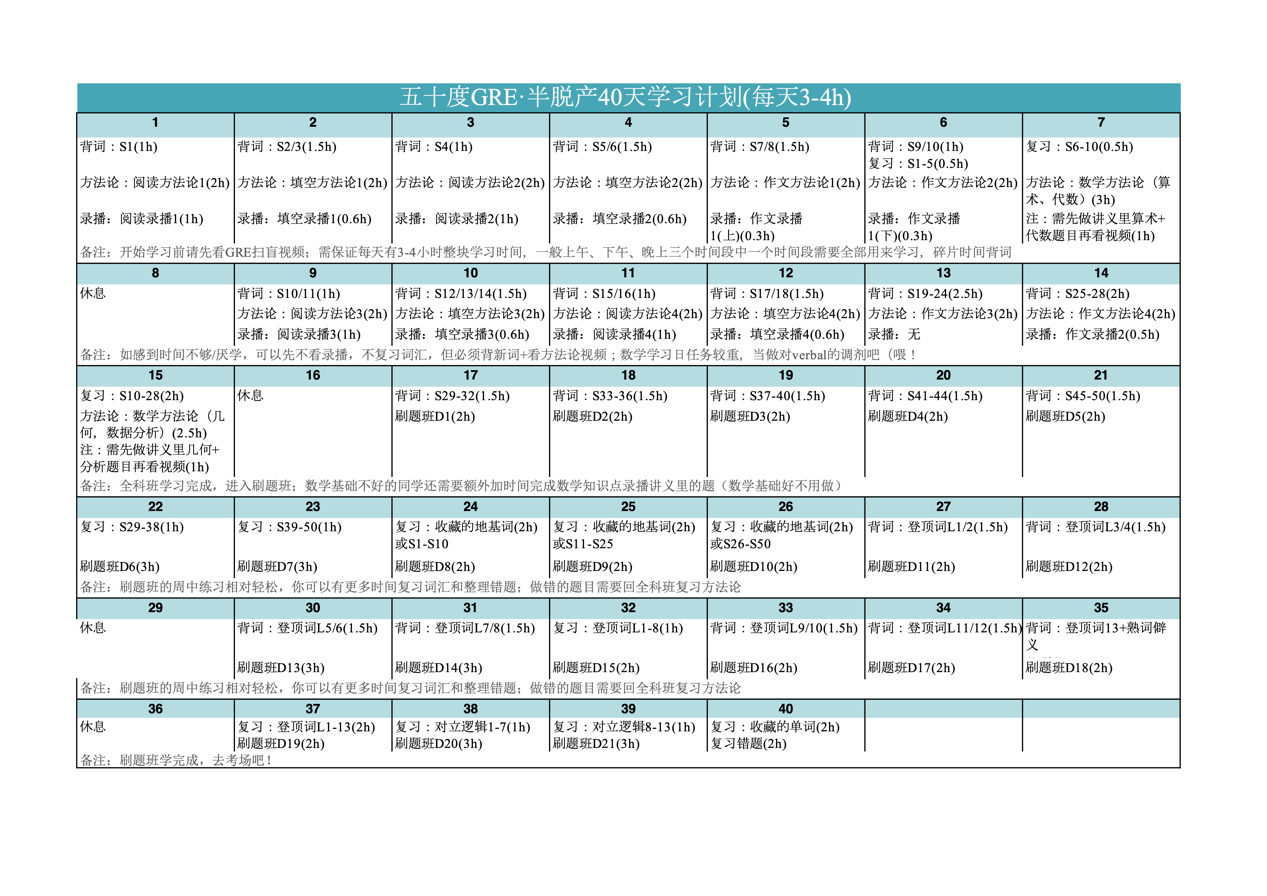 五十度GRE·半脱产40天学习计划(每天3-4h)
1 2 3 4 5 6 7
背词：S1(1h) 背词：S2/3(1.5h) 背词：S4(1h) 背词：S5/6(1.5h) 背词：S7/8(1.5h) 背词：S9/10(1h) 复习：S6-10(0.5h)
复习：S1-5(0.5h)
方法论：阅读方法论1(2h) 方法论：填空方法论1(2h) 方法论：阅读方法论2(2h) 方法论：填空方法论2(2h) 方法论：作文方法论1(2h) 方法论：作文方法论2(2h) 方法论：数学方法论（算
术、代数）(3h)
录播：阅读录播1(1h) 录播：填空录播1(0.6h) 录播：阅读录播2(1h) 录播：填空录播2(0.6h) 录播：作文录播 录播：作文录播 注：需先做讲义里算术+
1(上)(0.3h) 1(下)(0.3h) 代数题目再看视频(1h)
备注：开始学习前请先看GRE扫盲视频；需保证每天有3-4小时整块学习时间，一般上午、下午、晚上三个时间段中一个时间段需要全部用来学习，碎片时间背词
8 9 10 11 12 13 14
休息 背词：S10/11(1h) 背词：S12/13/14(1.5h) 背词：S15/16(1h) 背词：S17/18(1.5h) 背词：S19-24(2.5h) 背词：S25-28(2h)
方法论：阅读方法论3(2h) 方法论：填空方法论3(2h) 方法论：阅读方法论4(2h) 方法论：填空方法论4(2h) 方法论：作文方法论3(2h) 方法论：作文方法论4(2h)
录播：阅读录播3(1h) 录播：填空录播3(0.6h) 录播：阅读录播4(1h) 录播：填空录播4(0.6h) 录播：无 录播：作文录播2(0.5h)
备注：如感到时间不够/厌学，可以先不看录播，不复习词汇，但必须背新词+看方法论视频；数学学习日任务较重，当做对verbal的调剂吧（喂！
15 16 17 18 19 20 21
复习：S10-28(2h) 休息 背词：S29-32(1.5h) 背词：S33-36(1.5h) 背词：S37-40(1.5h) 背词：S41-44(1.5h) 背词：S45-50(1.5h)
方法论：数学方法论（几 刷题班D1(2h) 刷题班D2(2h) 刷题班D3(2h) 刷题班D4(2h) 刷题班D5(2h)
何，数据分析）(2.5h)
注：需先做讲义里几何+
分析题目再看视频(1h)
备注：全科班学习完成，进入刷题班；数学基础不好的同学还需要额外加时间完成数学知识点录播讲义里的题（数学基础好不用做）
22 23 24 25 26 27 28
复习：S29-38(1h) 复习：S39-50(1h) 复习：收藏的地基词(2h) 复习：收藏的地基词(2h) 复习：收藏的地基词(2h) 背词：登顶词L1/2(1.5h) 背词：登顶词L3/4(1.5h)
或S1-S10 或S11-S25 或S26-S50
刷题班D6(3h) 刷题班D7(3h) 刷题班D8(2h) 刷题班D9(2h) 刷题班D10(2h) 刷题班D11(2h) 刷题班D12(2h)
备注：刷题班的周中练习相对轻松，你可以有更多时间复习词汇和整理错题；做错的题目需要回全科班复习方法论
29 30 31 32 33 34 35
休息 背词：登顶词L5/6(1.5h) 背词：登顶词L7/8(1.5h) 复习：登顶词L1-8(1h) 背词：登顶词L9/10(1.5h) 背词：登顶词L11/12(1.5h) 背词：登顶词13+熟词僻
义
刷题班D13(3h) 刷题班D14(3h) 刷题班D15(2h) 刷题班D16(2h) 刷题班D17(2h) 刷题班D18(2h)
备注：刷题班的周中练习相对轻松，你可以有更多时间复习词汇和整理错题；做错的题目需要回全科班复习方法论
36 37 38 39 40
休息 复习：登顶词L1-13(2h) 复习：对立逻辑1-7(1h) 复习：对立逻辑8-13(1h) 复习：收藏的单词(2h)
刷题班D19(2h) 刷题班D20(3h) 刷题班D21(3h) 复习错题(2h)
备注：刷题班学完成，去考场吧！